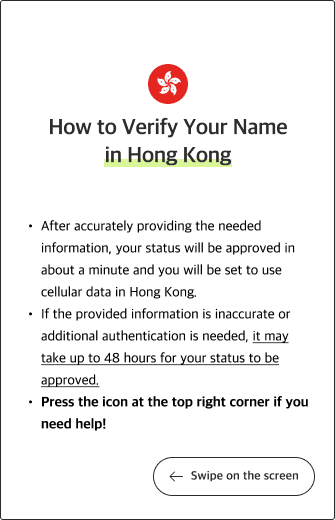 How to Verify Your Name
in Hong Kong
• After accurately providing the needed
information, your status will be approved in
about a minute and you will be set to use
cellular data in Hong Kong.
• If the provided information is inaccurate or
additional authentication is needed, it may
take up to 48 hours for your status to be
approved.
• Press the icon at the top right corner if you
need help!
← Swipe on the screen